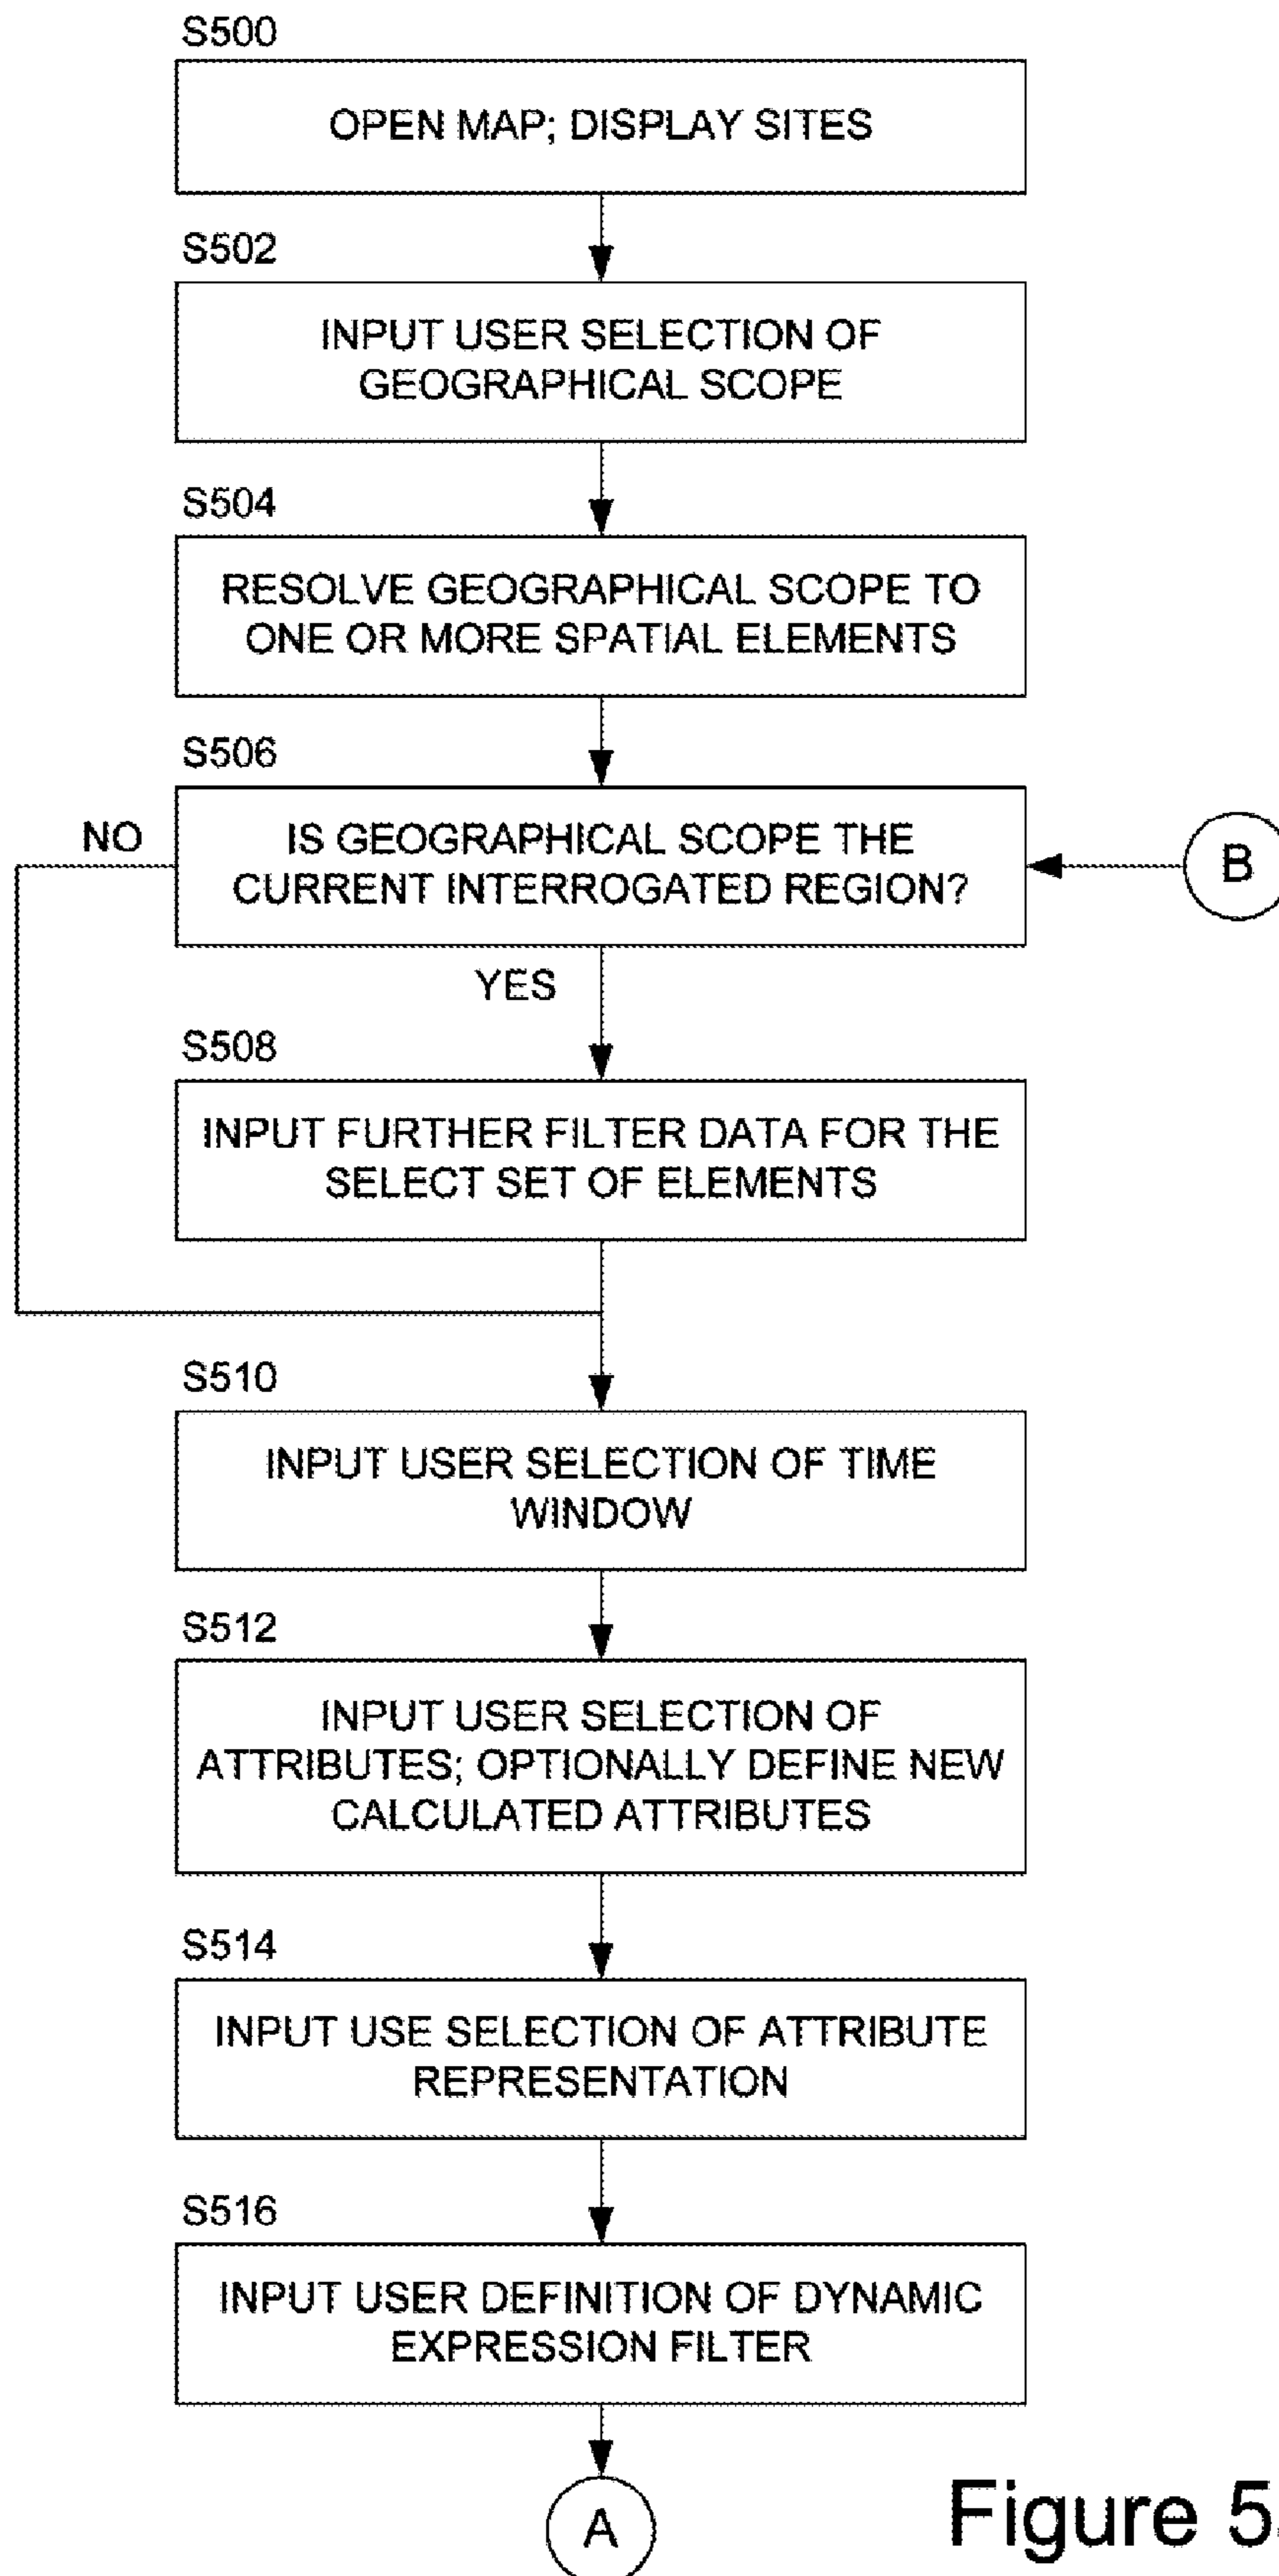 S500
OPEN MAP; DISPLAY SITES
S502
INPUT USER SELECTION OF
GEOGRAPHICAL SCOPE
S504
RESOLVE GEOGRAPHICAL SCOPE TO
ONE OR MORE SPATIAL ELEMENTS
S506
NO
IS GEOGRAPHICAL SCOPE THE
CURRENT INTERROGATED REGION?
B
YES
S508
INPUT FURTHER FILTER DATA FOR THE
SELECT SET OF ELEMENTS
S510
INPUT USER SELECTION OF TIME
WINDOW
S512
INPUT USER SELECTION OF
ATTRIBUTES; OPTIONALLY DEFINE NEW
CALCULATED ATTRIBUTES
S514
INPUT USE SELECTION OF ATTRIBUTE
REPRESENTATION
S516
INPUT USER DEFINITION OF DYNAMIC
EXPRESSION FILTER
A
Figure 5